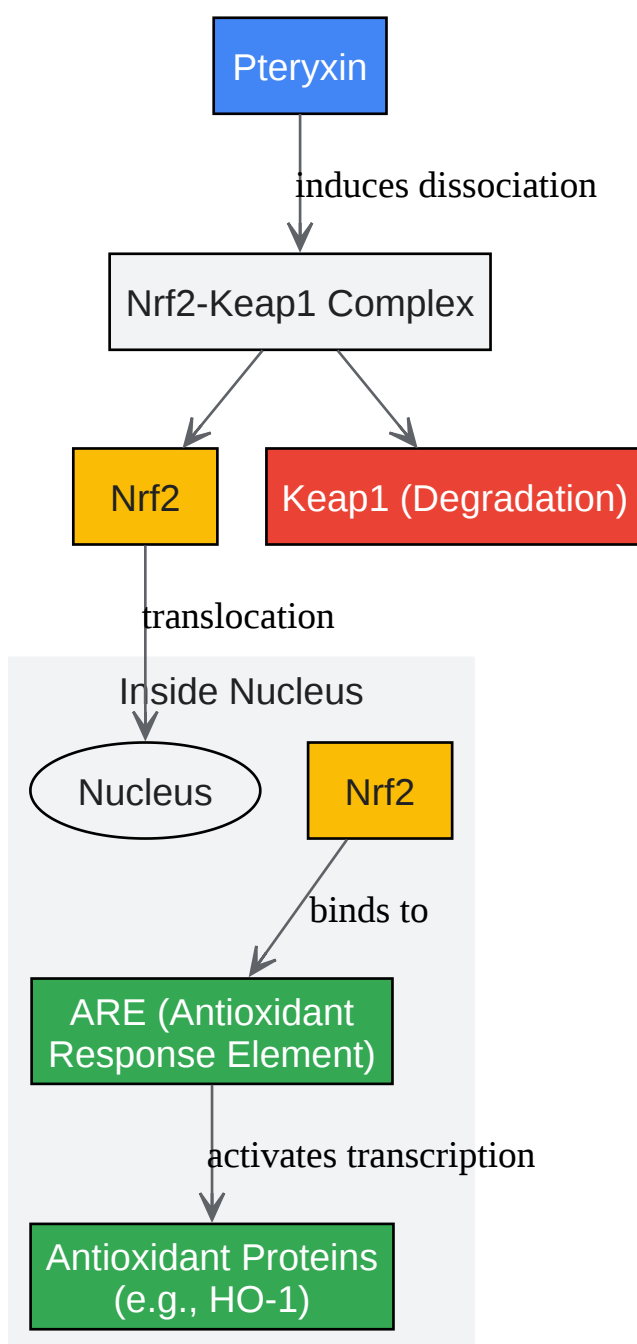 Pteryxin
induces dissociation
Nrf2-Keap1 Complex
Nrf2
Keap1 (Degradation)
translocation
Inside Nucleus
Nucleus
Nrf2
binds to
ARE (Antioxidant
Response Element)
activates transcription
Antioxidant Proteins
(e.g., HO-1)